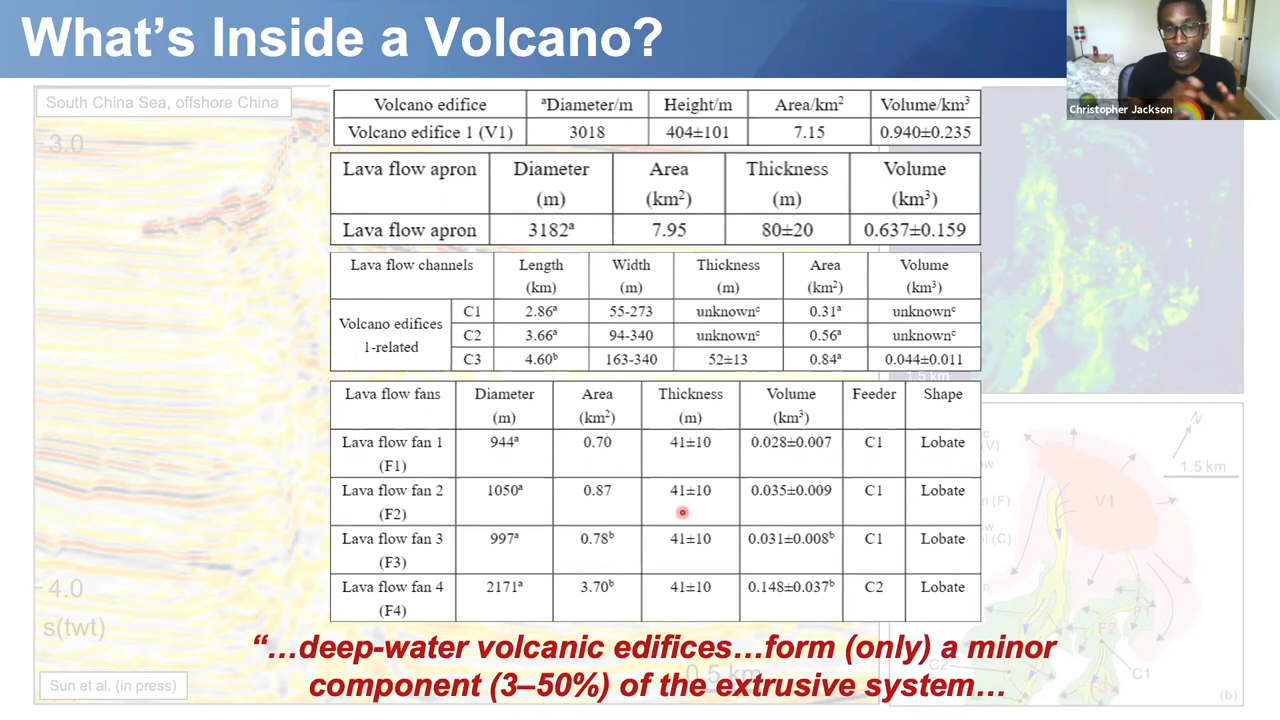 What's Inside a Volcano?
Christopher Jackson
South China Sea, offshore China
3.0
4.0
s(twt)
Sun et al. (in press)
0.5 km
Volcano edifice ᵃDiameter/m Height/m Area/km² Volume/km³
Volcano edifice 1 (V1) 3018 404±101 7.15 0.940±0.235
Lava flow apron Diameter (m) Area (km²) Thickness (m) Volume (km³)
Lava flow apron 3182ᵃ 7.95 80±20 0.637±0.159
Lava flow channels Length (km) Width (m) Thickness (m) Area (km²) Volume (km³)
Volcano edifices 1-related
C1 2.86ᵃ 55-273 unknownᶜ 0.31ᵃ unknownᶜ
C2 3.66ᵃ 94-340 unknownᶜ 0.56ᵃ unknownᶜ
C3 4.60ᵇ 163-340 52±13 0.84ᵃ 0.044±0.011
Lava flow fans Diameter (m) Area (km²) Thickness (m) Volume (km³) Feeder Shape
Lava flow fan 1 (F1) 944ᵃ 0.70 41±10 0.028±0.007 C1 Lobate
Lava flow fan 2 (F2) 1050ᵃ 0.87 41±10 0.035±0.009 C1 Lobate
Lava flow fan 3 (F3) 997ᵃ 0.78ᵇ 41±10 0.031±0.008ᵇ C1 Lobate
Lava flow fan 4 (F4) 2171ᵃ 3.70ᵇ 41±10 0.148±0.037ᵇ C2 Lobate
1.5 km
N
1.5 km
V1
F1
F2
F3
C1
C2
(b)
"…deep-water volcanic edifices…form (only) a minor
component (3–50%) of the extrusive system…